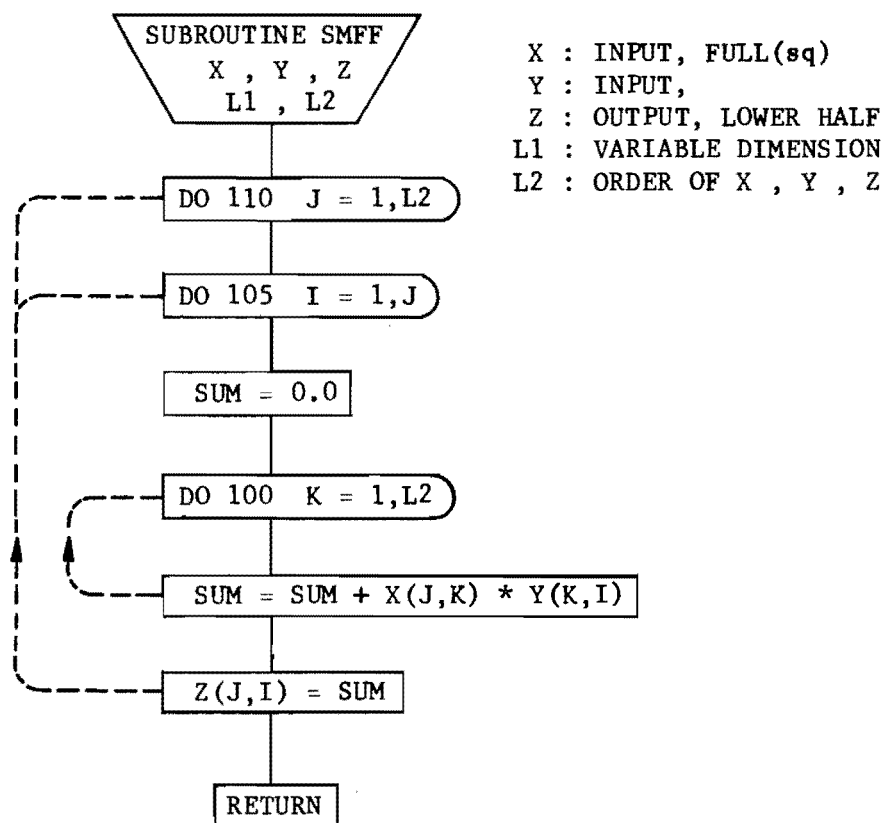 SUBROUTINE SMFF
X , Y , Z
L1 , L2
X : INPUT, FULL(sq)
Y : INPUT,
Z : OUTPUT, LOWER HALF
L1 : VARIABLE DIMENSION
L2 : ORDER OF X , Y , Z
DO 110 J = 1,L2
DO 105 I = 1,J
SUM = 0.0
DO 100 K = 1,L2
SUM = SUM + X(J,K) * Y(K,I)
Z(J,I) = SUM
RETURN